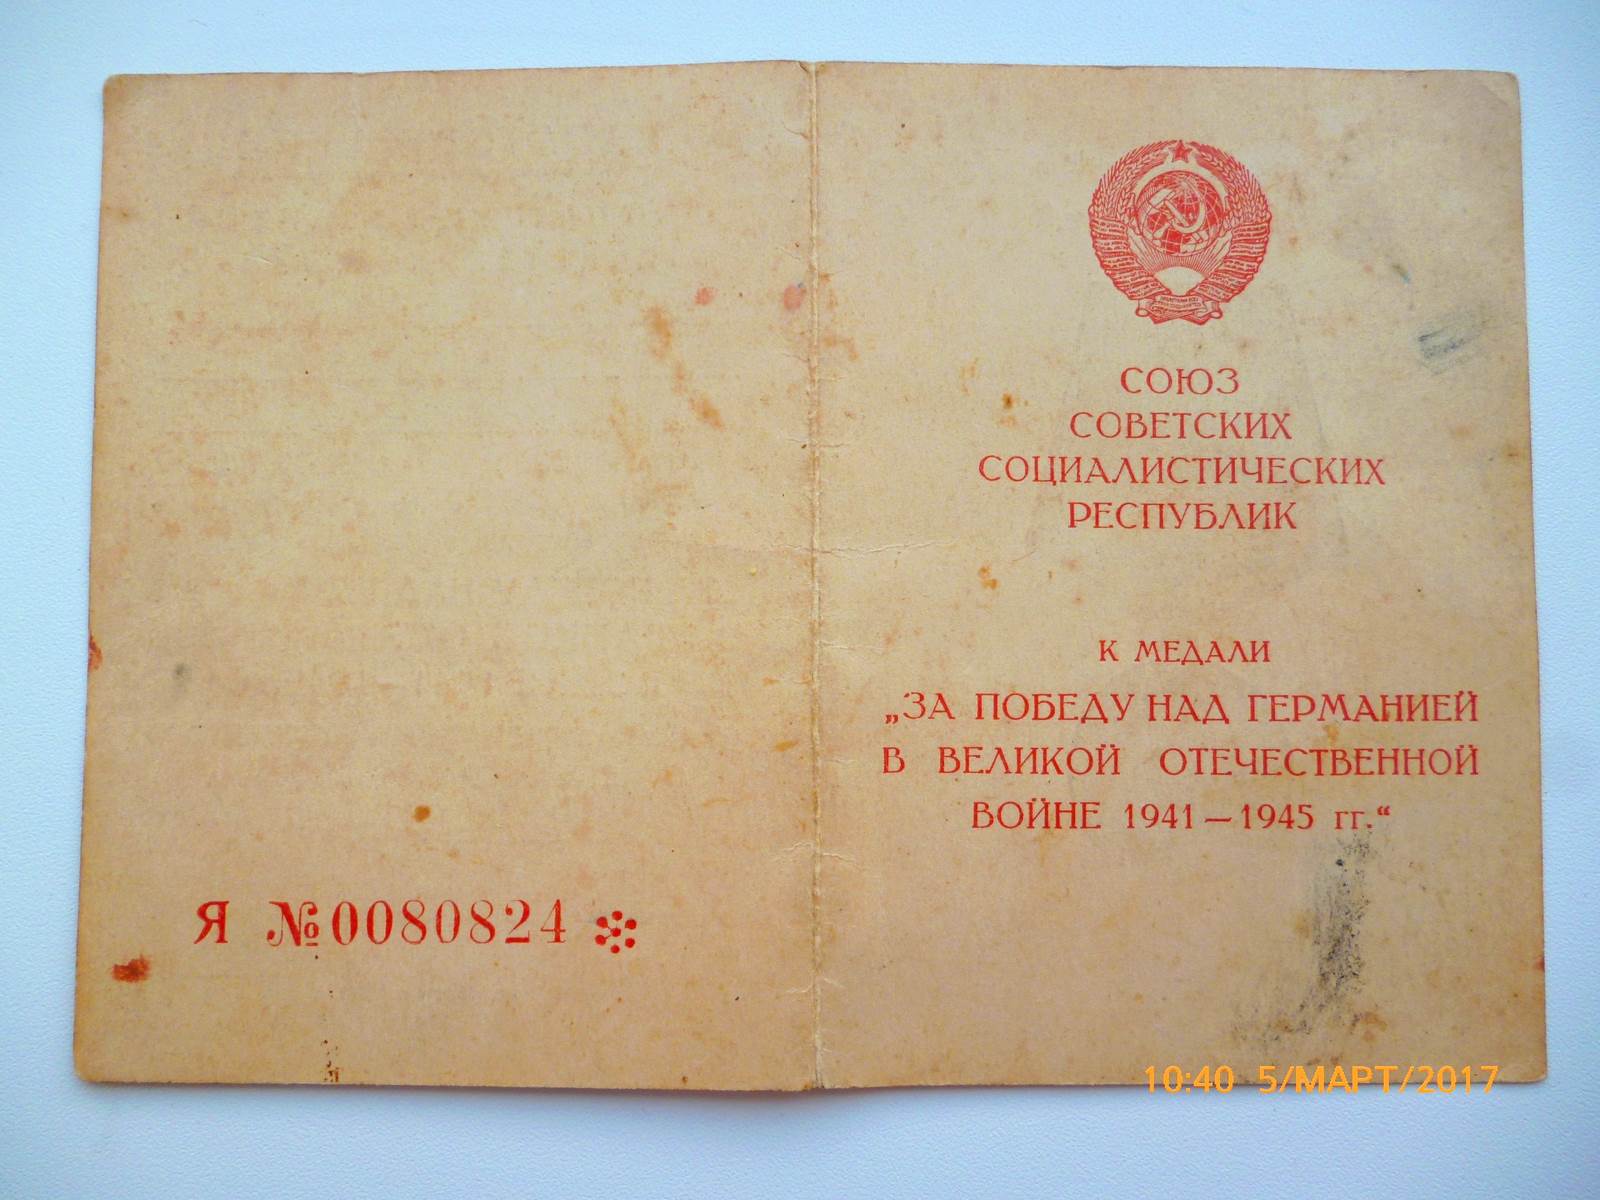 СОЮЗ
СОВЕТСКИХ
СОЦИАЛИСТИЧЕСКИХ
РЕСПУБЛИК
К МЕДАЛИ
„ЗА ПОБЕДУ НАД ГЕРМАНИЕЙ
В ВЕЛИКОЙ ОТЕЧЕСТВЕННОЙ
ВОЙНЕ 1941—1945 гг.“
Я №0080824
10:40 5/МАРТ/2017